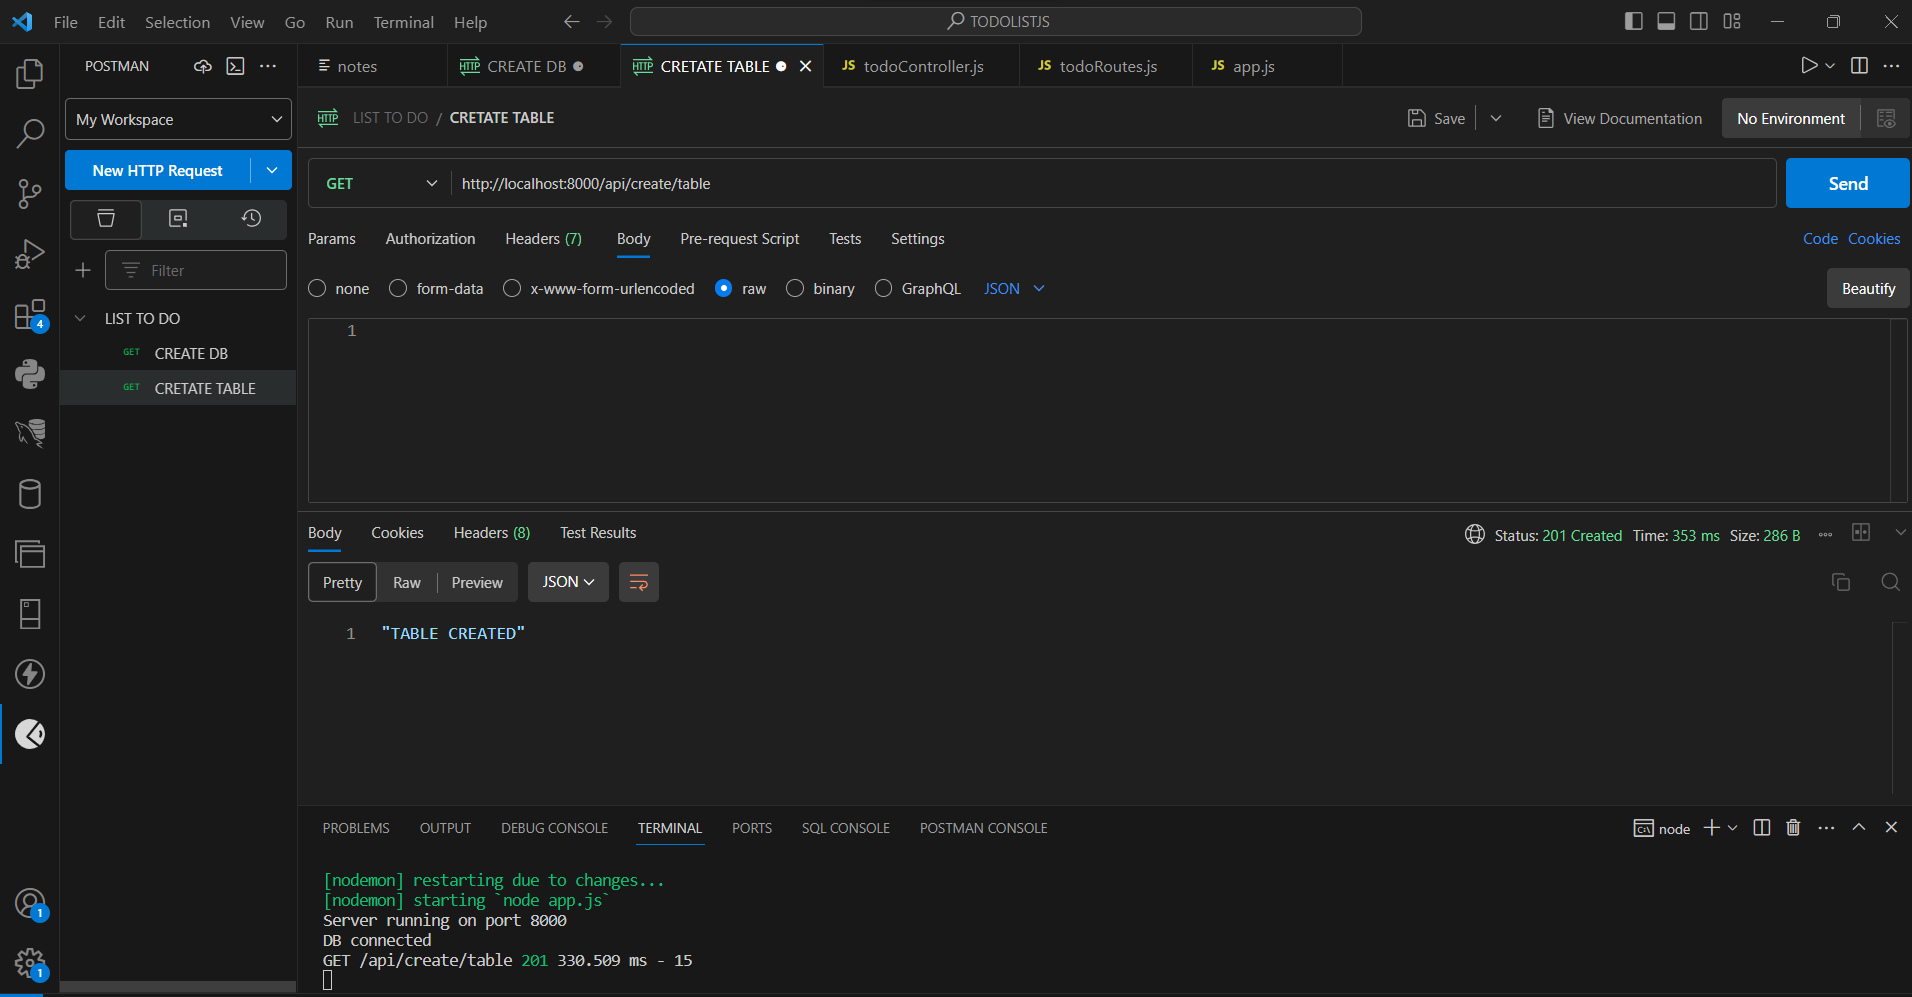 File Edit Selection View Go Run Terminal Help
TODOLISTJS
POSTMAN
notes
CREATE DB
CRETATE TABLE
JS todoController.js
JS todoRoutes.js
JS app.js
My Workspace
HTTP LIST TO DO / CRETATE TABLE
Save
View Documentation
No Environment
New HTTP Request
GET
http://localhost:8000/api/create/table
Send
Params Authorization Headers (7) Body Pre-request Script Tests Settings
Code Cookies
Filter
none form-data x-www-form-urlencoded raw binary GraphQL JSON
Beautify
LIST TO DO
GET CREATE DB
GET CRETATE TABLE
1
4
Body Cookies Headers (8) Test Results
Status: 201 Created Time: 353 ms Size: 286 B
Pretty Raw Preview JSON
1 "TABLE CREATED"
PROBLEMS OUTPUT DEBUG CONSOLE TERMINAL PORTS SQL CONSOLE POSTMAN CONSOLE
node
[nodemon] restarting due to changes...
[nodemon] starting `node app.js`
Server running on port 8000
DB connected
GET /api/create/table 201 330.509 ms - 15
1
1